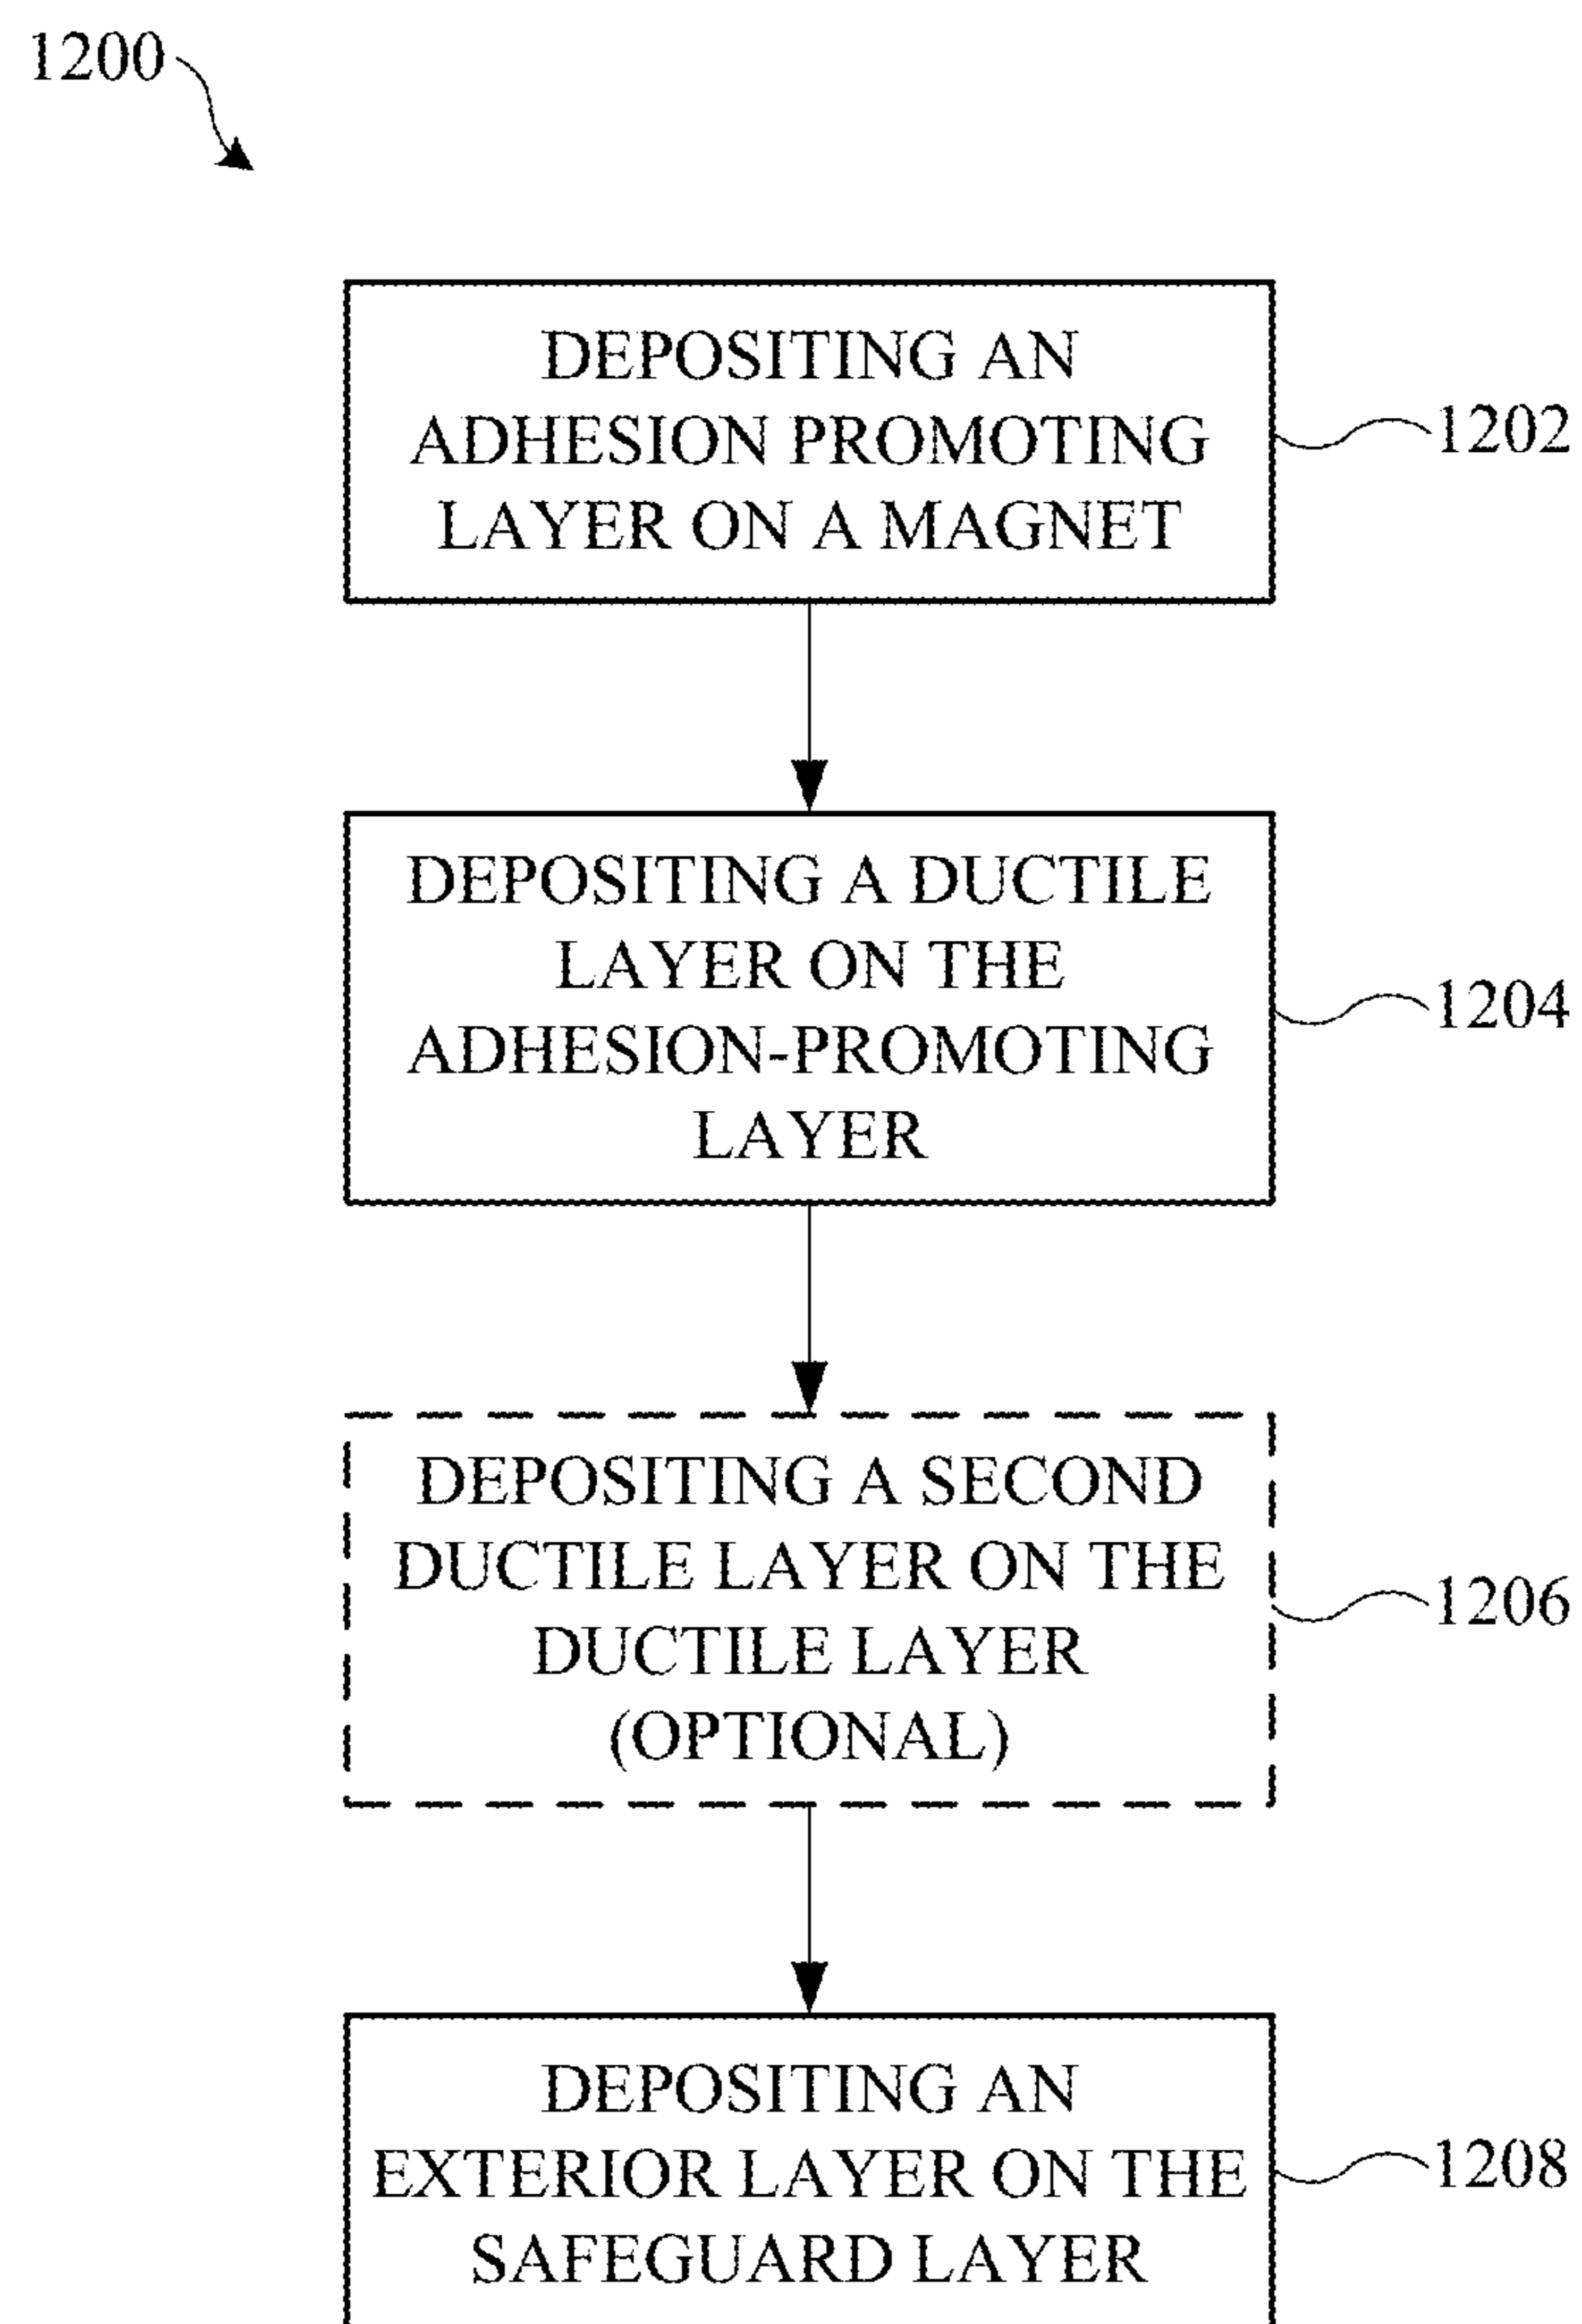 1200
DEPOSITING AN
ADHESION PROMOTING
LAYER ON A MAGNET
1202
DEPOSITING A DUCTILE
LAYER ON THE
ADHESION-PROMOTING
LAYER
1204
DEPOSITING A SECOND
DUCTILE LAYER ON THE
DUCTILE LAYER
(OPTIONAL)
1206
DEPOSITING AN
EXTERIOR LAYER ON THE
SAFEGUARD LAYER
1208